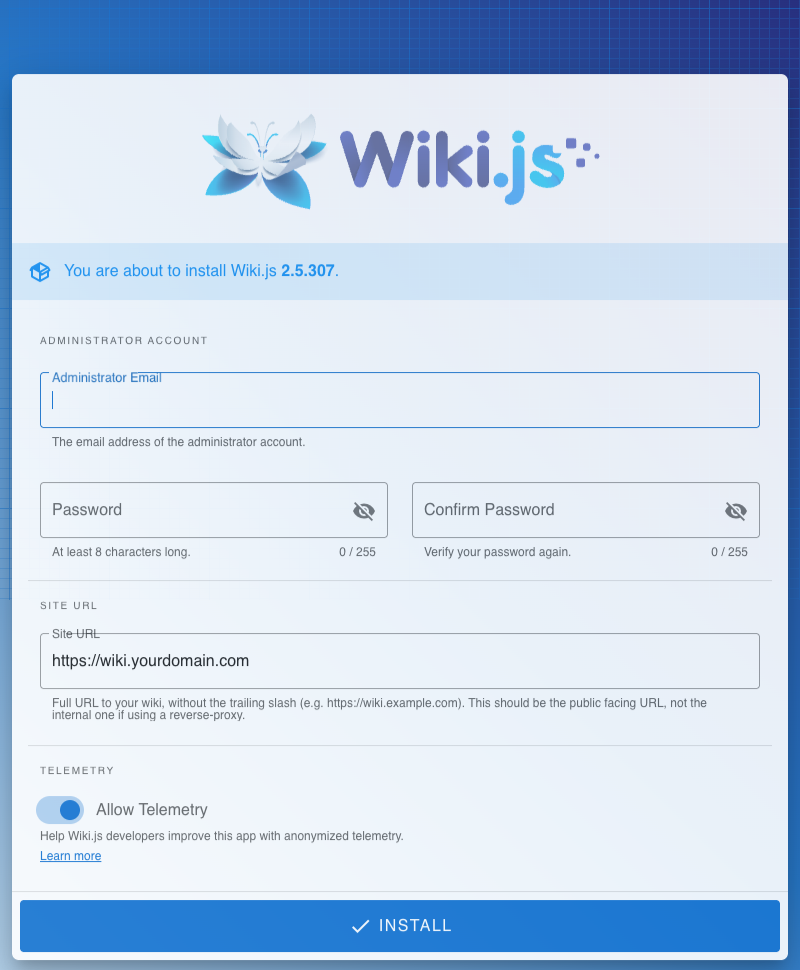 Wiki.js
You are about to install Wiki.js 2.5.307.
ADMINISTRATOR ACCOUNT
Administrator Email
The email address of the administrator account.
Password
Confirm Password
At least 8 characters long.
0 / 255
Verify your password again.
0 / 255
SITE URL
Site URL
https://wiki.yourdomain.com
Full URL to your wiki, without the trailing slash (e.g. https://wiki.example.com). This should be the public facing URL, not the
internal one if using a reverse-proxy.
TELEMETRY
Allow Telemetry
Help Wiki.js developers improve this app with anonymized telemetry.
Learn more
INSTALL